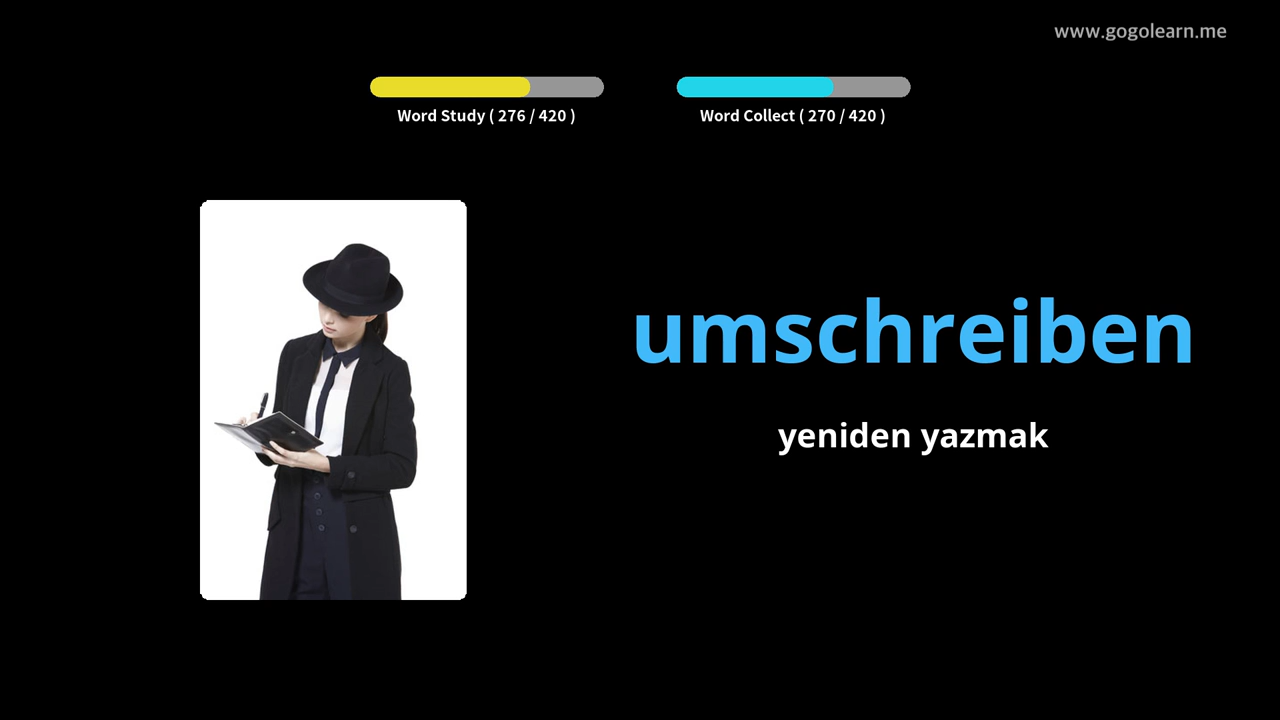 www.gogolearn.me
Word Study ( 276 / 420 )
Word Collect ( 270 / 420 )
umschreiben
yeniden yazmak